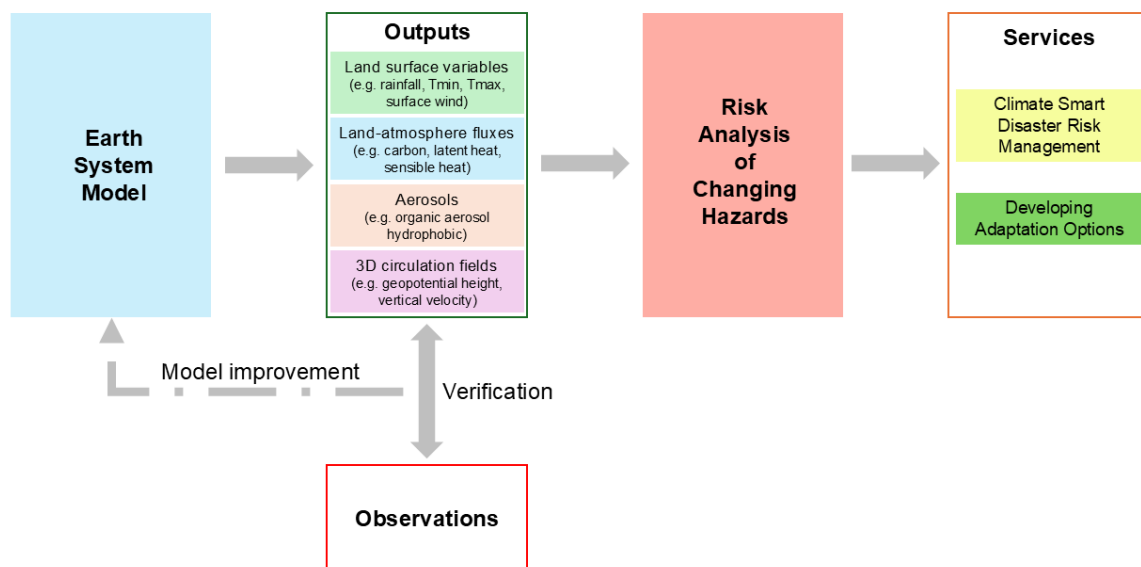 Earth
System
Model
Outputs
Land surface variables
(e.g. rainfall, Tmin, Tmax,
surface wind)
Land-atmosphere fluxes
(e.g. carbon, latent heat,
sensible heat)
Aerosols
(e.g. organic aerosol
hydrophobic)
3D circulation fields
(e.g. geopotential height,
vertical velocity)
Risk
Analysis
of
Changing
Hazards
Services
Climate Smart
Disaster Risk
Management
Developing
Adaptation Options
Model improvement
Verification
Observations